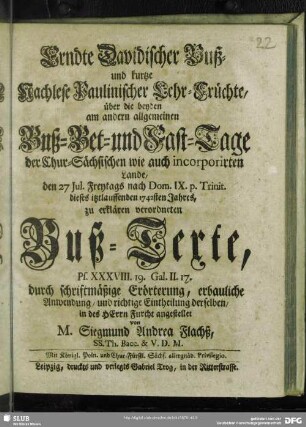 22
Erndte Davidischer Buß-
und kurtze
Nachlese Paulinischer Lehr-Früchte,
über die beyden
am andern allgemeinen
Buß-Bet-und Fast-Tage
der Chur-Sächsischen wie auch incorporirten
Lande,
den 27 Jul. Freytags nach Dom. IX. p. Trinit.
dieses itztlauffenden 1742sten Jahres,
zu erklären verordneten
Buß-Texte,
Ps. XXXVIII. 19. Gal. II. 17.
durch schriftmäßige Erörterung, erbauliche
Anwendung, und richtige Eintheilung derselben,
in des HErrn Furcht angestellet
von
M. Siegmund Andrea Flachß,
SS. Th. Bacc. & V. D. M.
Mit Königl. Poln. und Chur-Fürstl. Sächs. allergnäd. Privilegio.
Leipzig, druckts und verlegts Gabriel Trog, in der Ritterstrasse.
SLUB